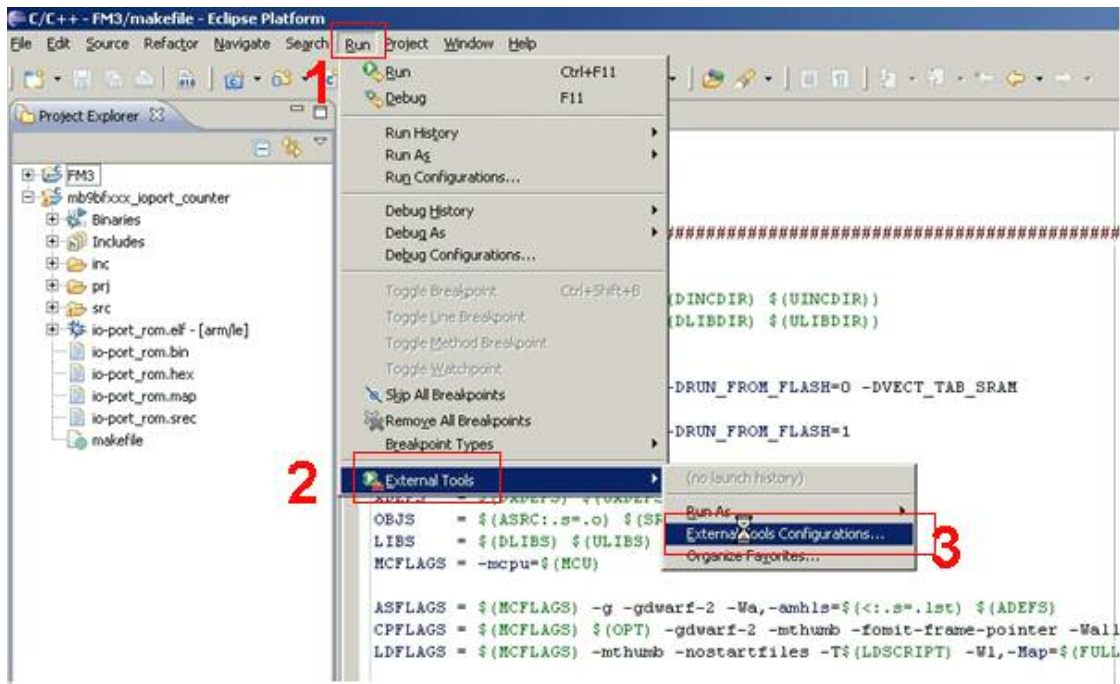 C/C++ - FM3/makefile - Eclipse Platform
File Edit Source Refactor Navigate Search Run Project Window Help
1
Project Explorer
FM3
mb9bfxxx_ioport_counter
Binaries
Includes
inc
prj
src
io-port_rom.elf - [arm/le]
io-port_rom.bin
io-port_rom.hex
io-port_rom.map
io-port_rom.srec
makefile
Run Ctrl+F11
Debug F11
Run History
Run As
Run Configurations...
Debug History
Debug As
Debug Configurations...
Toggle Breakpoint Ctrl+Shift+B
Toggle Line Breakpoint
Toggle Method Breakpoint
Toggle Watchpoint
Skip All Breakpoints
Remove All Breakpoints
Breakpoint Types
2
External Tools
(no launch history)
Run As
External Tools Configurations...
Organize Favorites...
3
(DINCDIR) $(UINCDIR))
(DLIBDIR) $(ULIBDIR))
-DRUN_FROM_FLASH=0 -DVECT_TAB_SRAM
-DRUN_FROM_FLASH=1
OBJS = $(ASRC:.s=.o)
LIBS = $(DLIBS) $(ULIBS)
MCFLAGS = -mcpu=$(MCU)
ASFLAGS = $(MCFLAGS) -g -gdwarf-2 -Wa,-amhls=$(<:.s=.lst) $(ADEFS)
CPFLAGS = $(MCFLAGS) $(OPT) -gdwarf-2 -mthumb -fomit-frame-pointer -Wall
LDFLAGS = $(MCFLAGS) -mthumb -nostartfiles -T$(LDSCRIPT) -Wl,-Map=$(FULL